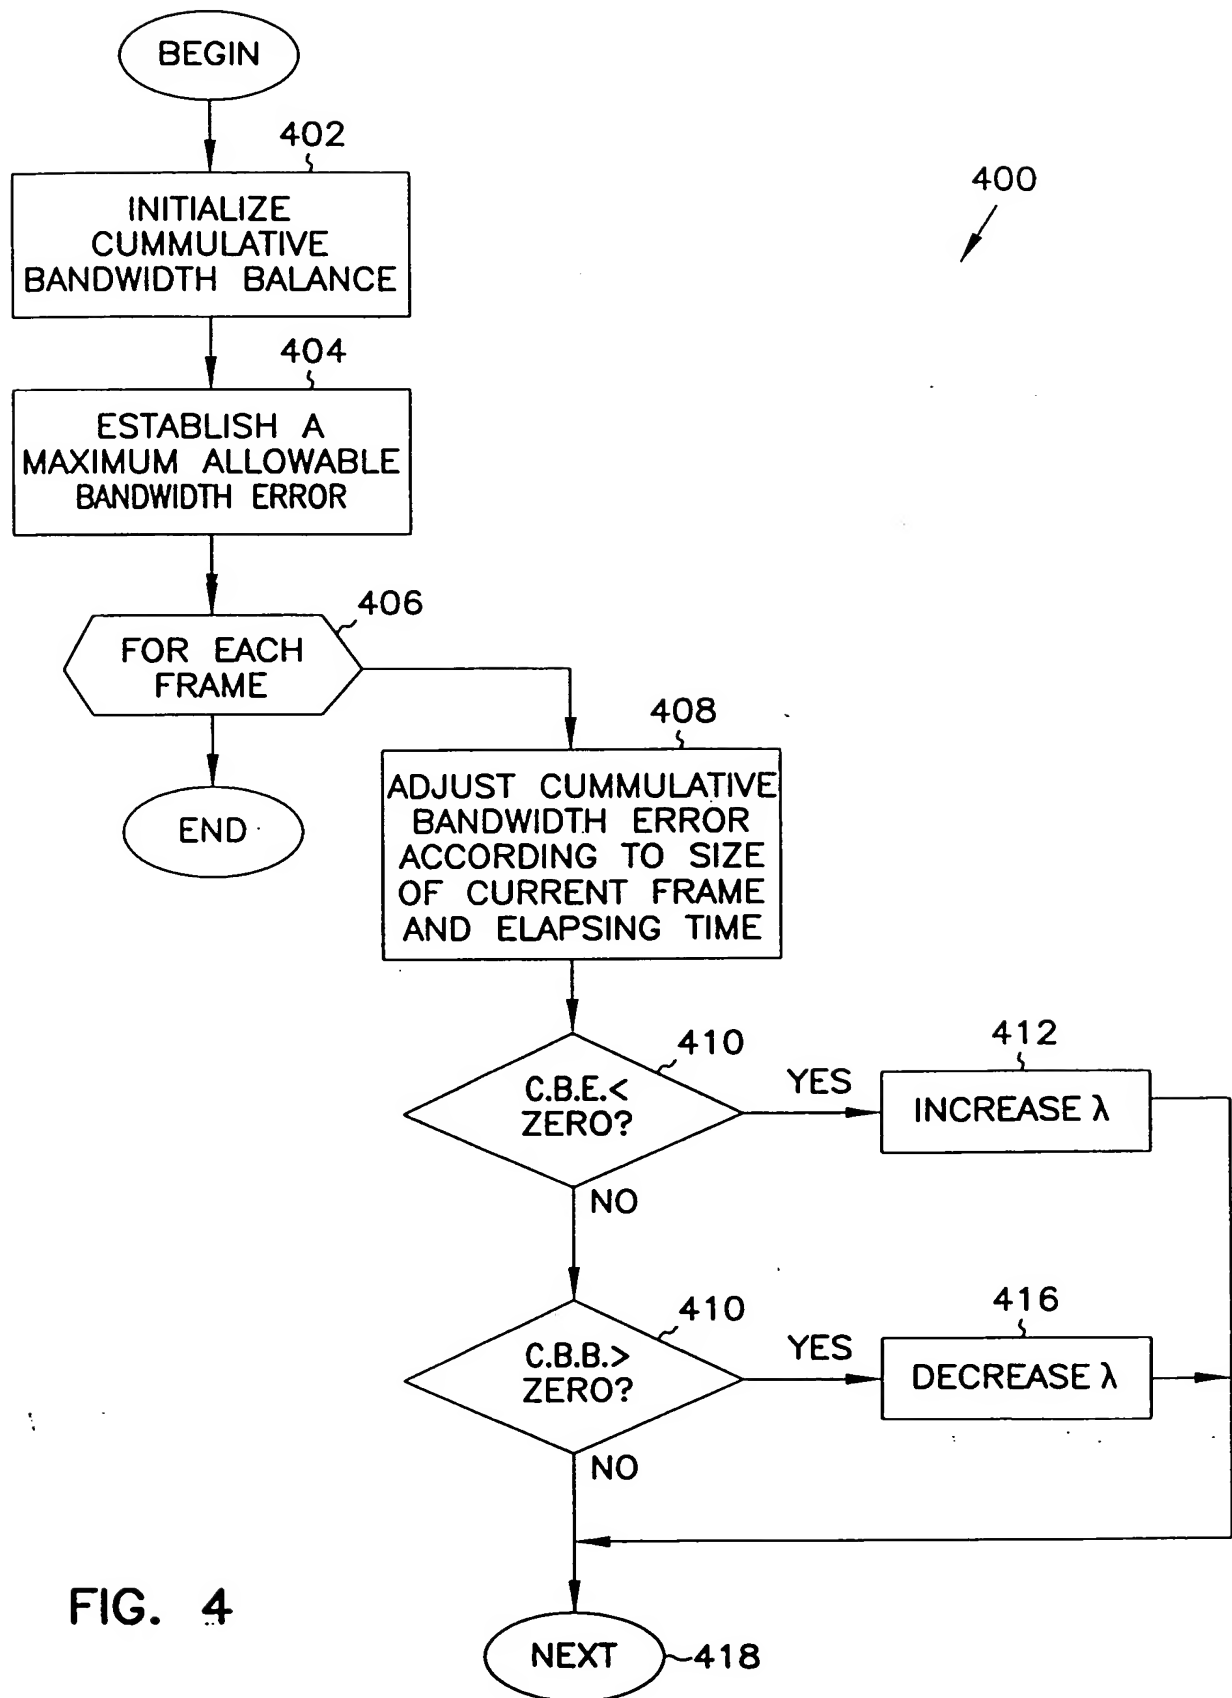 BEGIN
402
INITIALIZE
CUMMULATIVE
BANDWIDTH BALANCE
400
404
ESTABLISH A
MAXIMUM ALLOWABLE
BANDWIDTH ERROR
406
FOR EACH
FRAME
408
ADJUST CUMMULATIVE
BANDWIDTH ERROR
ACCORDING TO SIZE
OF CURRENT FRAME
AND ELAPSING TIME
END
410
C.B.E.<
ZERO?
YES
412
INCREASE λ
NO
410
C.B.B.>
ZERO?
YES
416
DECREASE λ
NO
FIG. 4
NEXT
418